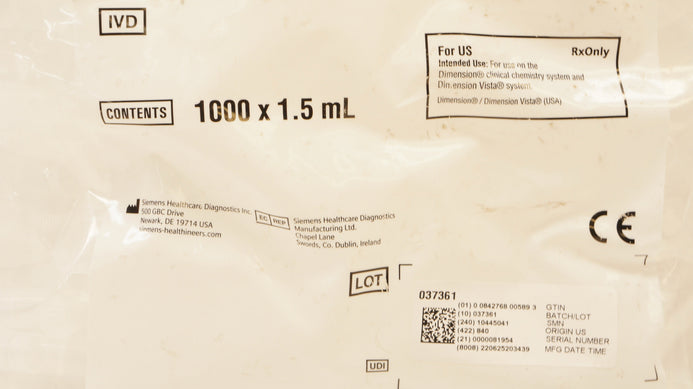 IVD
CONTENTS 1000 x 1.5 mL
For US RxOnly
Intended Use: For use on the
Dimension® clinical chemistry system and
Dimension Vista® system.
Dimension® / Dimension Vista® (USA)
Siemens Healthcare Diagnostics Inc.
500 GBC Drive
Newark, DE 19714 USA
siemens-healthineers.com
EC REP
Siemens Healthcare Diagnostics
Manufacturing Ltd.
Chapel Lane
Swords, Co. Dublin, Ireland
CE
LOT
037361
(01) 0 0842768 00589 3 GTIN
(10) 037361 BATCH/LOT
(240) 10445041 SMN
(422) 840 ORIGIN US
(21) 0000081954 SERIAL NUMBER
(8008) 220625203439 MFG DATE TIME
UDI